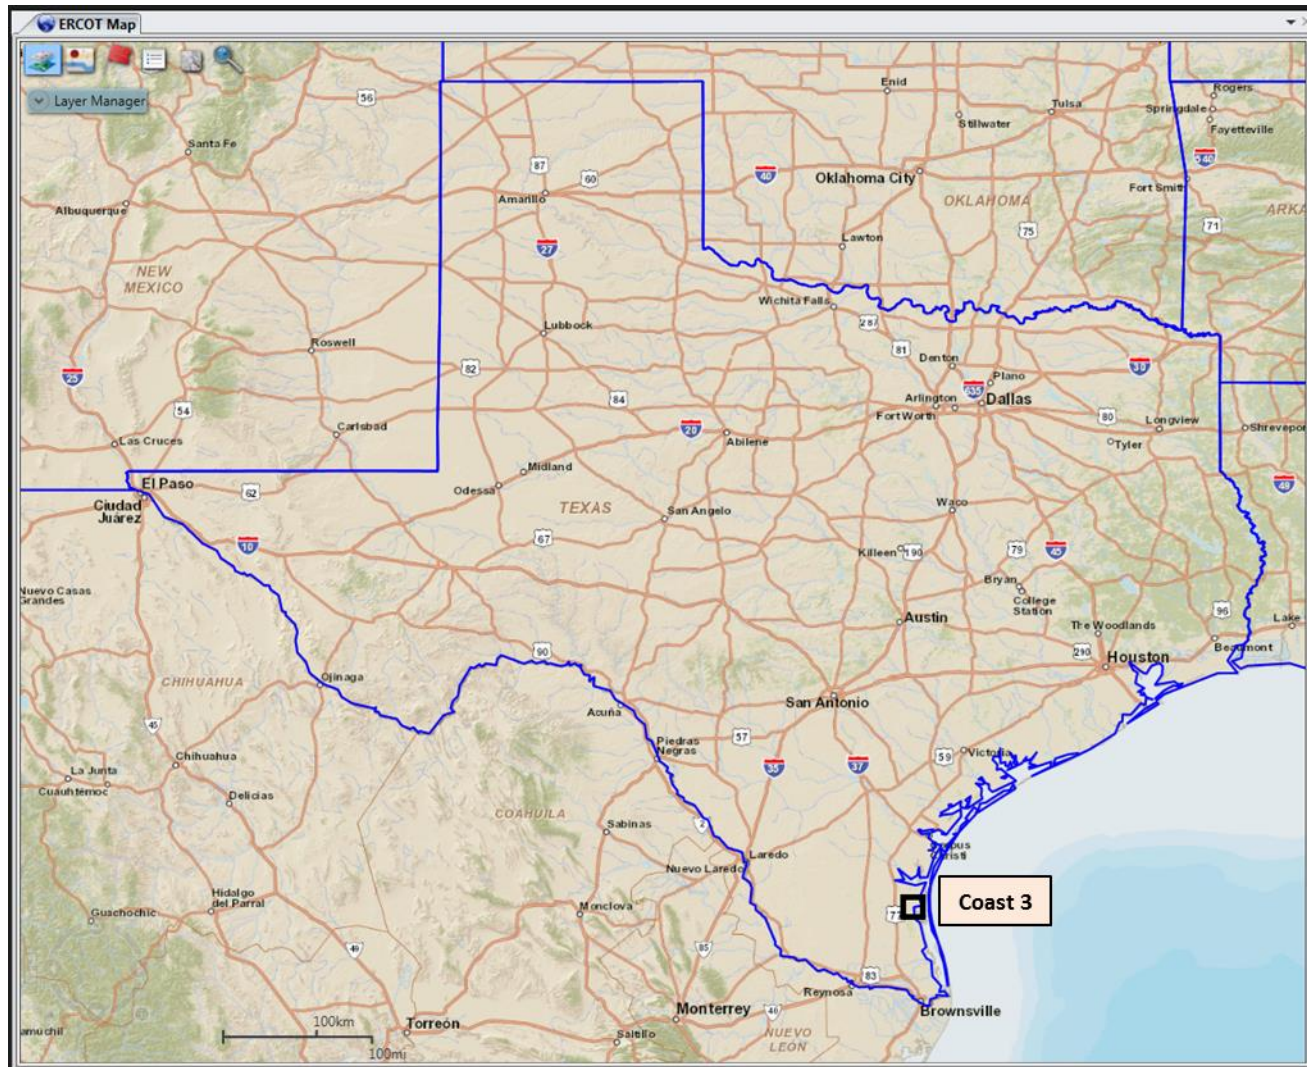 ERCOT Map
Layer Manager
Enid
Rogers
Springdale
Fayetteville
Tulsa
Stillwater
56
Santa Fe
87
60
40
Oklahoma City
540
Fort Smith
Amarillo
OKLAHOMA
Albuquerque
71
75
27
Lawton
NEW
MEXICO
Wichita Falls
287
Lubbock
Roswell
81
Denton
82
30
25
Plano
635
84
Arlington
Dallas
54
Fort Worth
80
Longview
Carlsbad
20
Abilene
Las Cruces
Tyler
Midland
El Paso
62
Odessa
49
Ciudad
Juárez
TEXAS
San Angelo
Waco
67
10
Killeen
190
79
45
Bryan
College
Station
Nuevo Casas
Grandes
96
Austin
The Woodlands
Lake
90
290
Houston
Beaumont
Ojinaga
CHIHUAHUA
San Antonio
Acuña
45
Piedras
Negras
57
59
Victoria
Chihuahua
35
37
La Junta
Cuauhtémoc
Delicias
COAHUILA
2
Sabinas
Laredo
Nuevo Laredo
Hidalgo
del Parral
Coast 3
Guachochic
Monclova
77
49
85
83
Reynosa
Brownsville
100km
100mi
Torreón
Monterrey
40
Saltillo
NUEVO
LEÓN